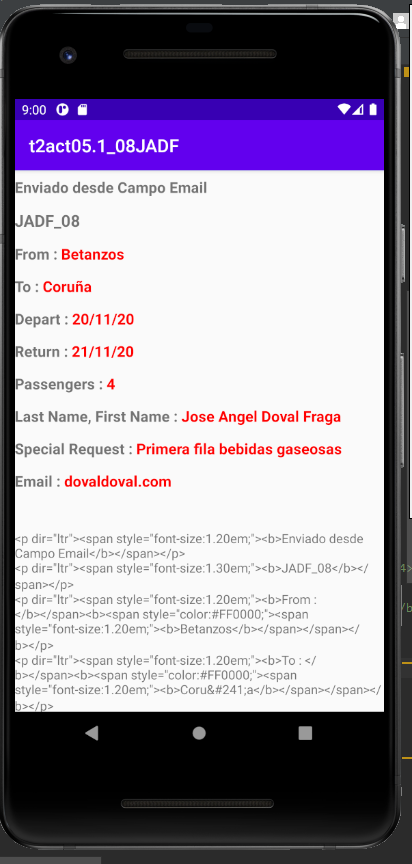 9:00
t2act05.1_08JADF
Enviado desde Campo Email
JADF_08
From : Betanzos
To : Coruña
Depart : 20/11/20
Return : 21/11/20
Passengers : 4
Last Name, First Name : Jose Angel Doval Fraga
Special Request : Primera fila bebidas gaseosas
Email : dovaldoval.com
<p dir="ltr"><span style="font-size:1.20em;"><b>Enviado desde
Campo Email</b></span></p>
<p dir="ltr"><span style="font-size:1.30em;"><b>JADF_08</b></
span></p>
<p dir="ltr"><span style="font-size:1.20em;"><b>From :
</b></span><b><span style="color:#FF0000;"><span
style="font-size:1.20em;"><b>Betanzos</b></span></span></
b></p>
<p dir="ltr"><span style="font-size:1.20em;"><b>To : </
b></span><b><span style="color:#FF0000;"><span
style="font-size:1.20em;"><b>Coru&#241;a</b></span></span></
b></p>